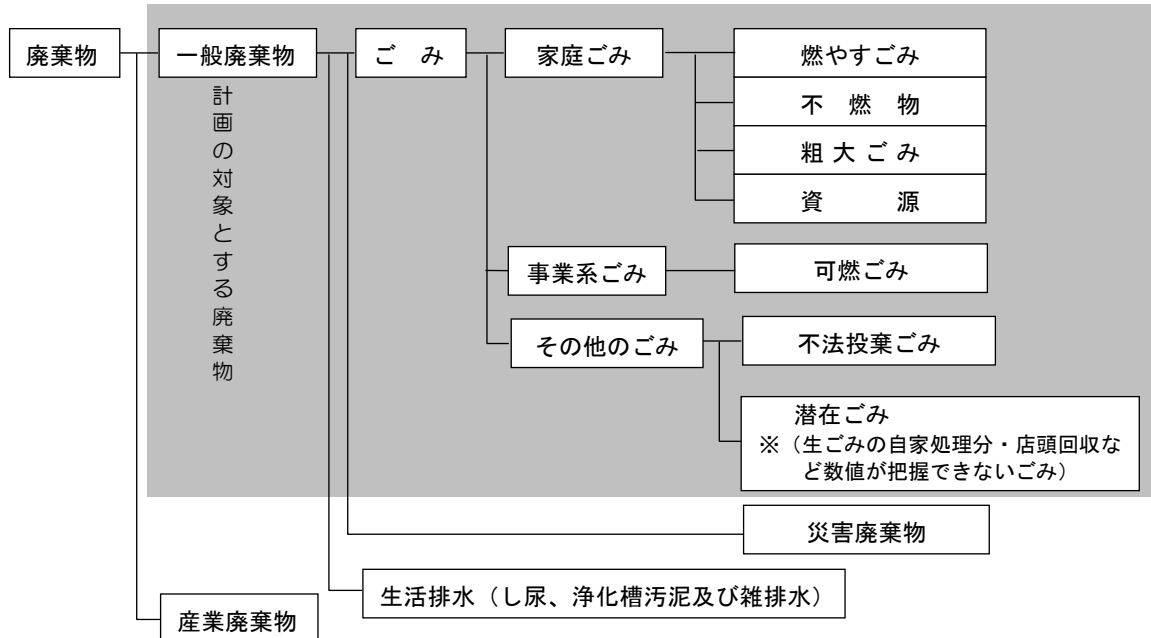 廃棄物
一般廃棄物
ご　み
家庭ごみ
燃やすごみ
不　燃　物
粗 大 ご み
資　　　源
計画の対象とする廃棄物
事業系ごみ
可燃ごみ
その他のごみ
不法投棄ごみ
潜在ごみ
※（生ごみの自家処理分・店頭回収な
ど数値が把握できないごみ）
災害廃棄物
生活排水（し尿、浄化槽汚泥及び雑排水）
産業廃棄物